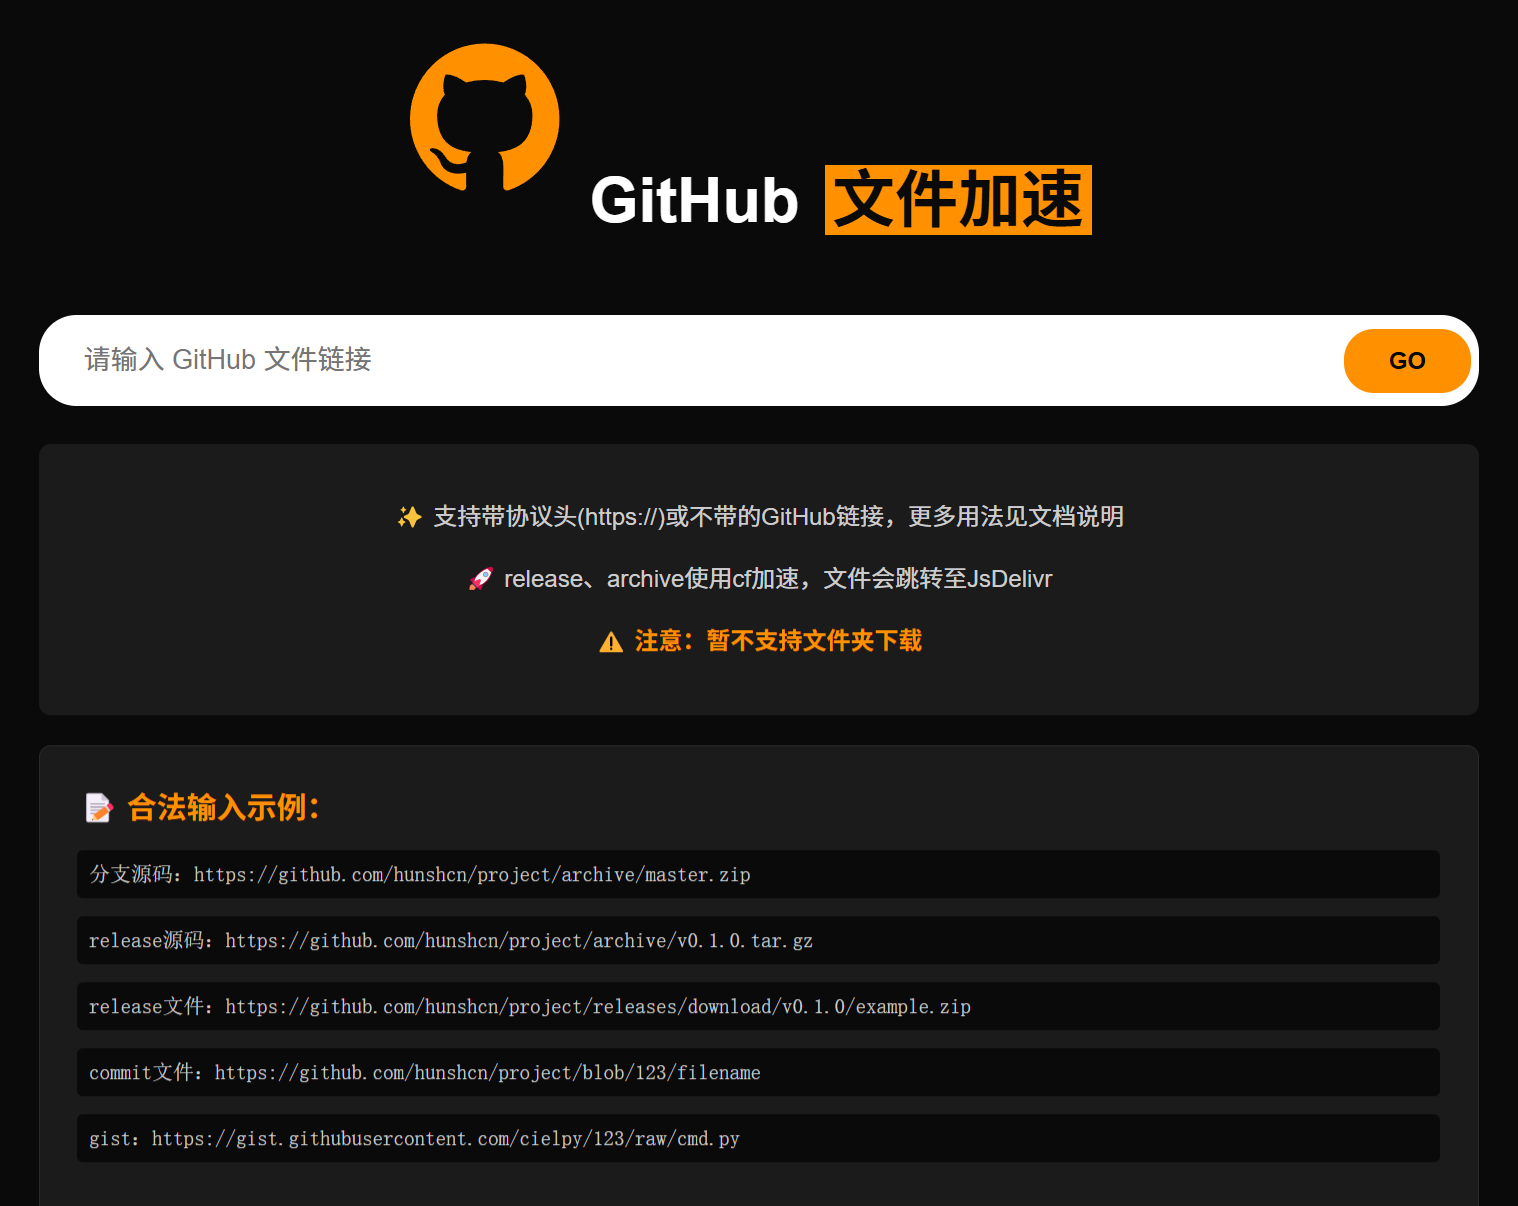 GitHub 文件加速
请输入 GitHub 文件链接
GO
✨ 支持带协议头(https://)或不带的GitHub链接，更多用法见文档说明
🚀 release、archive使用cf加速，文件会跳转至JsDelivr
⚠️ 注意：暂不支持文件夹下载
📝 合法输入示例：
分支源码：https://github.com/hunshcn/project/archive/master.zip
release源码：https://github.com/hunshcn/project/archive/v0.1.0.tar.gz
release文件：https://github.com/hunshcn/project/releases/download/v0.1.0/example.zip
commit文件：https://github.com/hunshcn/project/blob/123/filename
gist：https://gist.githubusercontent.com/cielpy/123/raw/cmd.py